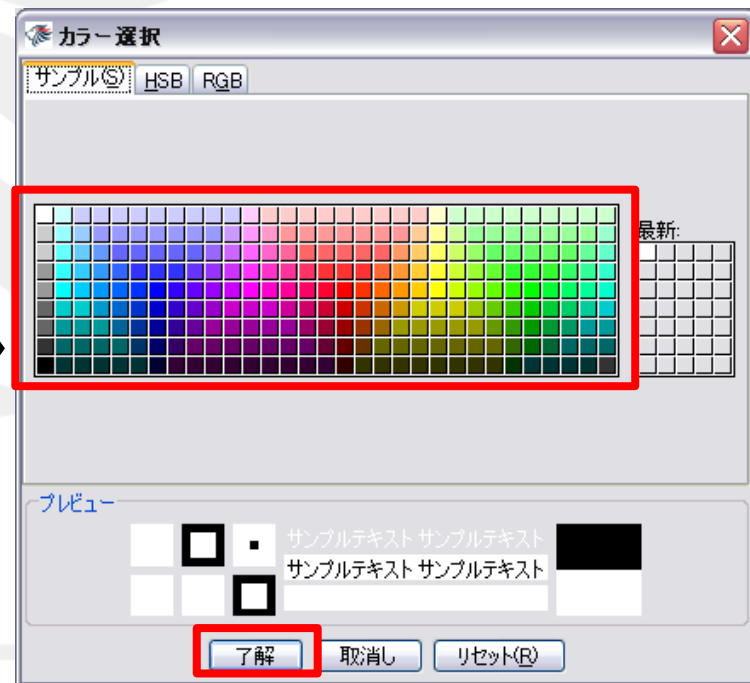 カラー選択
サンプル(S) HSB RGB
最新:
プレビュー
サンプルテキスト サンプルテキスト
サンプルテキスト サンプルテキスト
了解 取消し リセット(R)